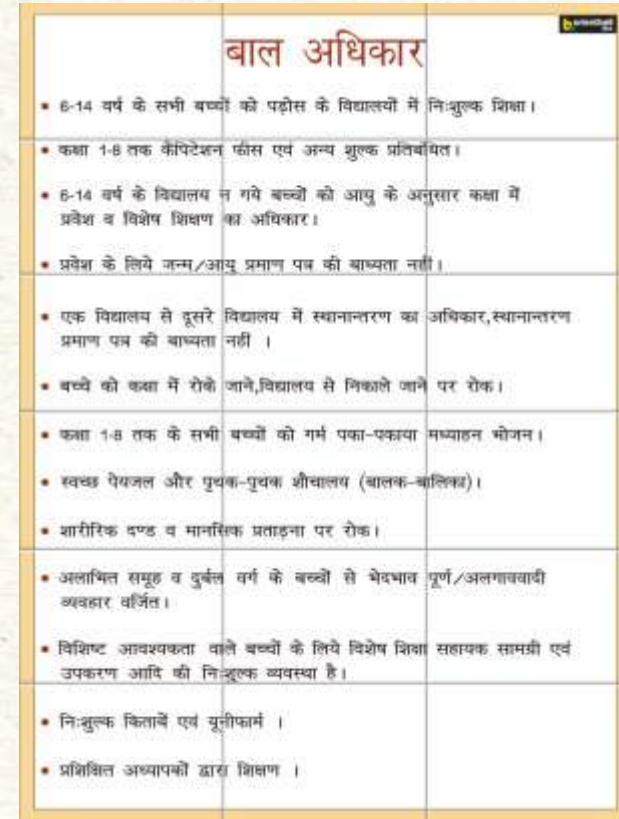 बाल अधिकार
• 6-14 वर्ष के सभी बच्चों को पड़ोस के विद्यालयों में निःशुल्क शिक्षा।
• कक्षा 1-8 तक कैपिटेशन फीस एवं अन्य शुल्क प्रतिबंधित।
• 6-14 वर्ष के विद्यालय न गये बच्चों को आयु के अनुसार कक्षा में
प्रवेश व विशेष शिक्षण का अधिकार।
• प्रवेश के लिये जन्म/आयु प्रमाण पत्र की बाध्यता नहीं।
• एक विद्यालय से दूसरे विद्यालय में स्थानान्तरण का अधिकार,स्थानान्तरण
प्रमाण पत्र की बाध्यता नहीं ।
• बच्चे को कक्षा में रोके जाने,विद्यालय से निकाले जाने पर रोक।
• कक्षा 1-8 तक के सभी बच्चों को गर्म पका-पकाया मध्याहन भोजन।
• स्वच्छ पेयजल और पृथक-पृथक शौचालय (बालक-बालिका)।
• शारीरिक दण्ड व मानसिक प्रताड़ना पर रोक।
• अलाभित समूह व दुर्बल वर्ग के बच्चों से भेदभाव पूर्ण/अलगाववादी
व्यवहार वर्जित।
• विशिष्ट आवश्यकता वाले बच्चों के लिये विशेष शिक्षा सहायक सामग्री एवं
उपकरण आदि की निःशुल्क व्यवस्था है।
• निःशुल्क किताबें एवं यूनीफार्म ।
• प्रशिक्षित अध्यापकों द्वारा शिक्षण ।